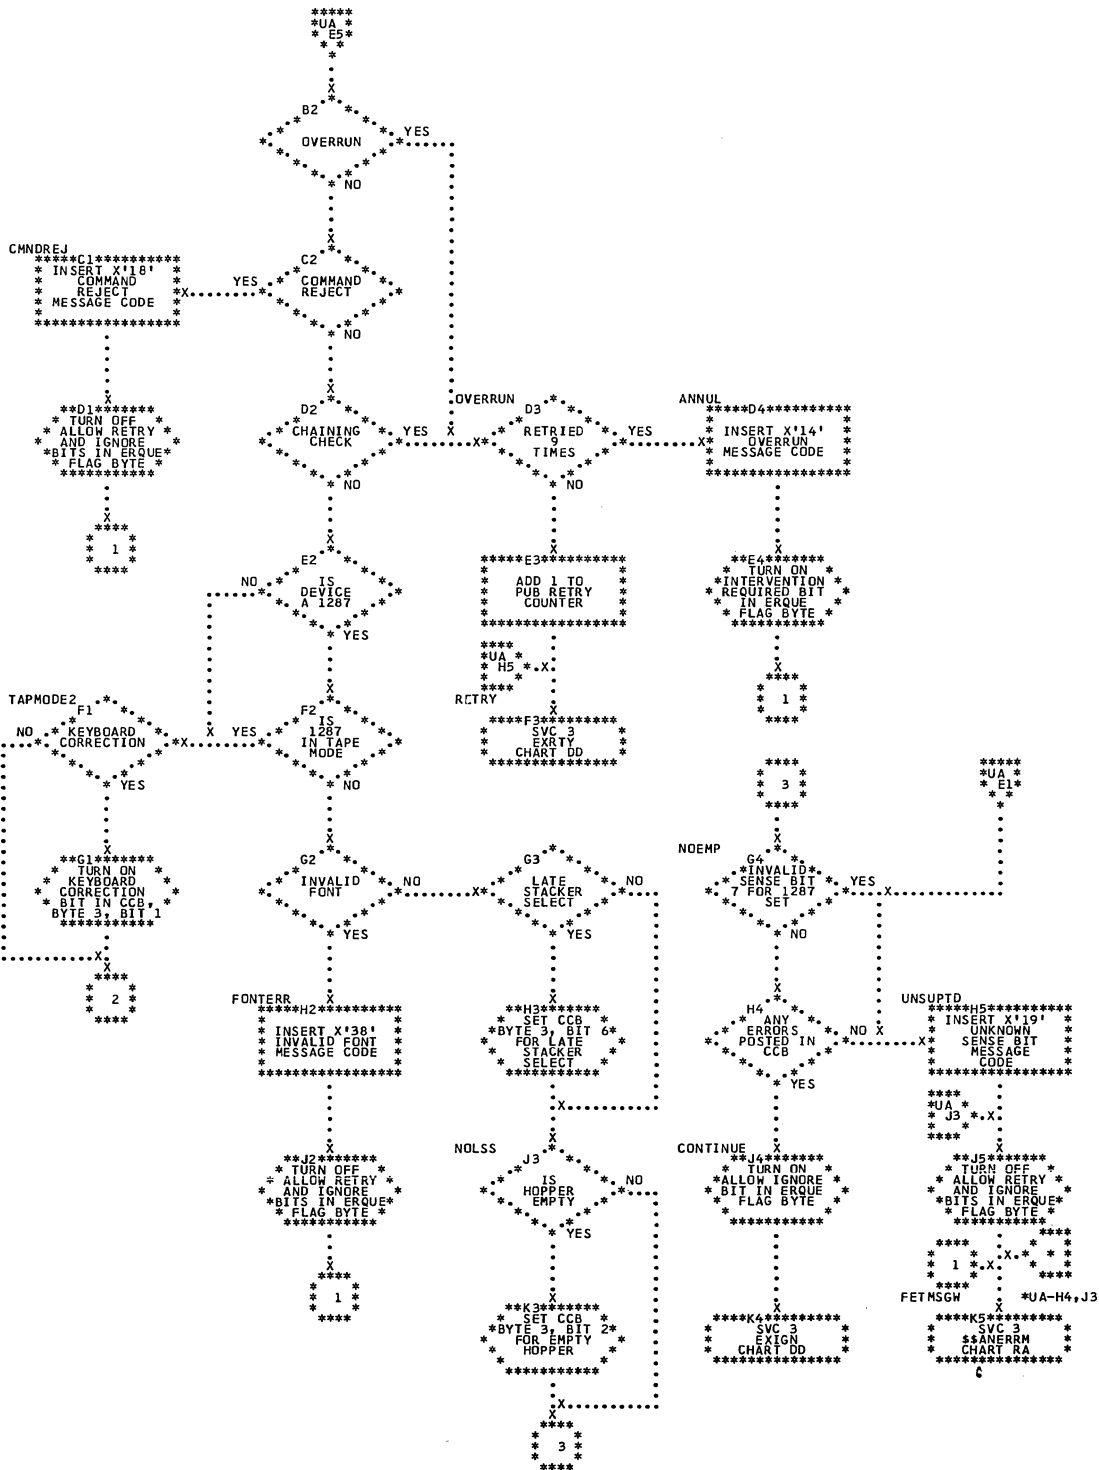 UA
E5
B2
OVERRUN
YES
NO
CMNDREJ
C1
INSERT X'18'
COMMAND
REJECT
MESSAGE CODE
YES
C2
COMMAND
REJECT
NO
D1
TURN OFF
ALLOW RETRY
AND IGNORE
BITS IN ERQUE
FLAG BYTE
1
D2
CHAINING
CHECK
YES
NO
OVERRUN
D3
RETRIED
9
TIMES
YES
NO
ANNUL
D4
INSERT X'14'
OVERRUN
MESSAGE CODE
E2
NO
IS
DEVICE
A 1287
YES
E3
ADD 1 TO
PUB RETRY
COUNTER
E4
TURN ON
INTERVENTION
REQUIRED BIT
IN ERQUE
FLAG BYTE
1
UA
H5
RETRY
F3
SVC 3
EXRTY
CHART DD
TAPMODE2
F1
NO
KEYBOARD
CORRECTION
YES
YES
F2
IS
1287
IN TAPE
MODE
NO
3
UA
E1
G1
TURN ON
KEYBOARD
CORRECTION
BIT IN CCB,
BYTE 3, BIT 1
2
G2
INVALID
FONT
NO
YES
G3
LATE
STACKER
SELECT
NO
YES
NOEMP
G4
INVALID
SENSE BIT
7 FOR 1287
SET
YES
NO
FONTERR
H2
INSERT X'38'
INVALID FONT
MESSAGE CODE
H3
SET CCB
BYTE 3, BIT 6
FOR LATE
STACKER
SELECT
H4
ANY
ERRORS
POSTED IN
CCB
NO
YES
UNSUPTD
H5
INSERT X'19'
UNKNOWN
SENSE BIT
MESSAGE
CODE
UA
J3
J2
TURN OFF
ALLOW RETRY
AND IGNORE
BITS IN ERQUE
FLAG BYTE
1
NOLSS
J3
IS
HOPPER
EMPTY
NO
YES
CONTINUE
J4
TURN ON
ALLOW IGNORE
BIT IN ERQUE
FLAG BYTE
J5
TURN OFF
ALLOW RETRY
AND IGNORE
BITS IN ERQUE
FLAG BYTE
1
*
FETMSGW
*UA-H4,J3
K3
SET CCB
BYTE 3, BIT 2
FOR EMPTY
HOPPER
3
K4
SVC 3
EXIGN
CHART DD
K5
SVC 3
$$ANERRM
CHART RA